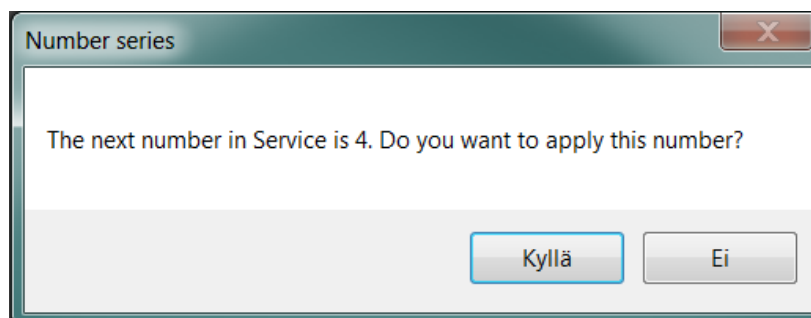 Number series
The next number in Service is 4. Do you want to apply this number?
Kyllä
Ei